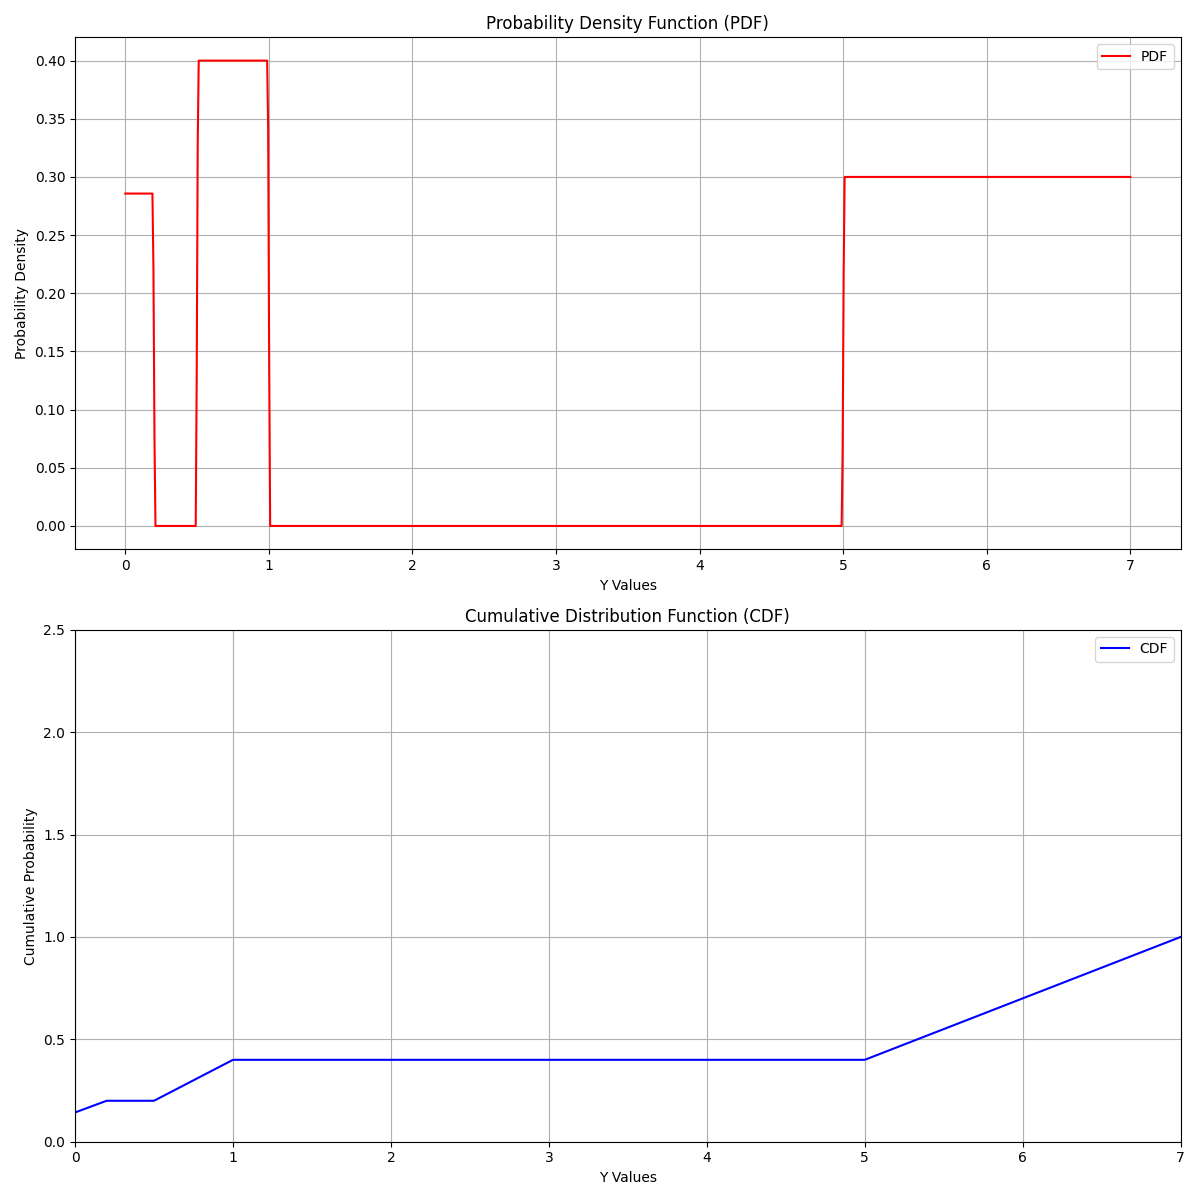 Probability Density Function (PDF)
PDF
0.40
0.35
0.30
0.25
0.20
0.15
0.10
0.05
0.00
Probability Density
0 1 2 3 4 5 6 7
Y Values
Cumulative Distribution Function (CDF)
CDF
2.5
2.0
1.5
1.0
0.5
0.0
Cumulative Probability
0 1 2 3 4 5 6 7
Y Values